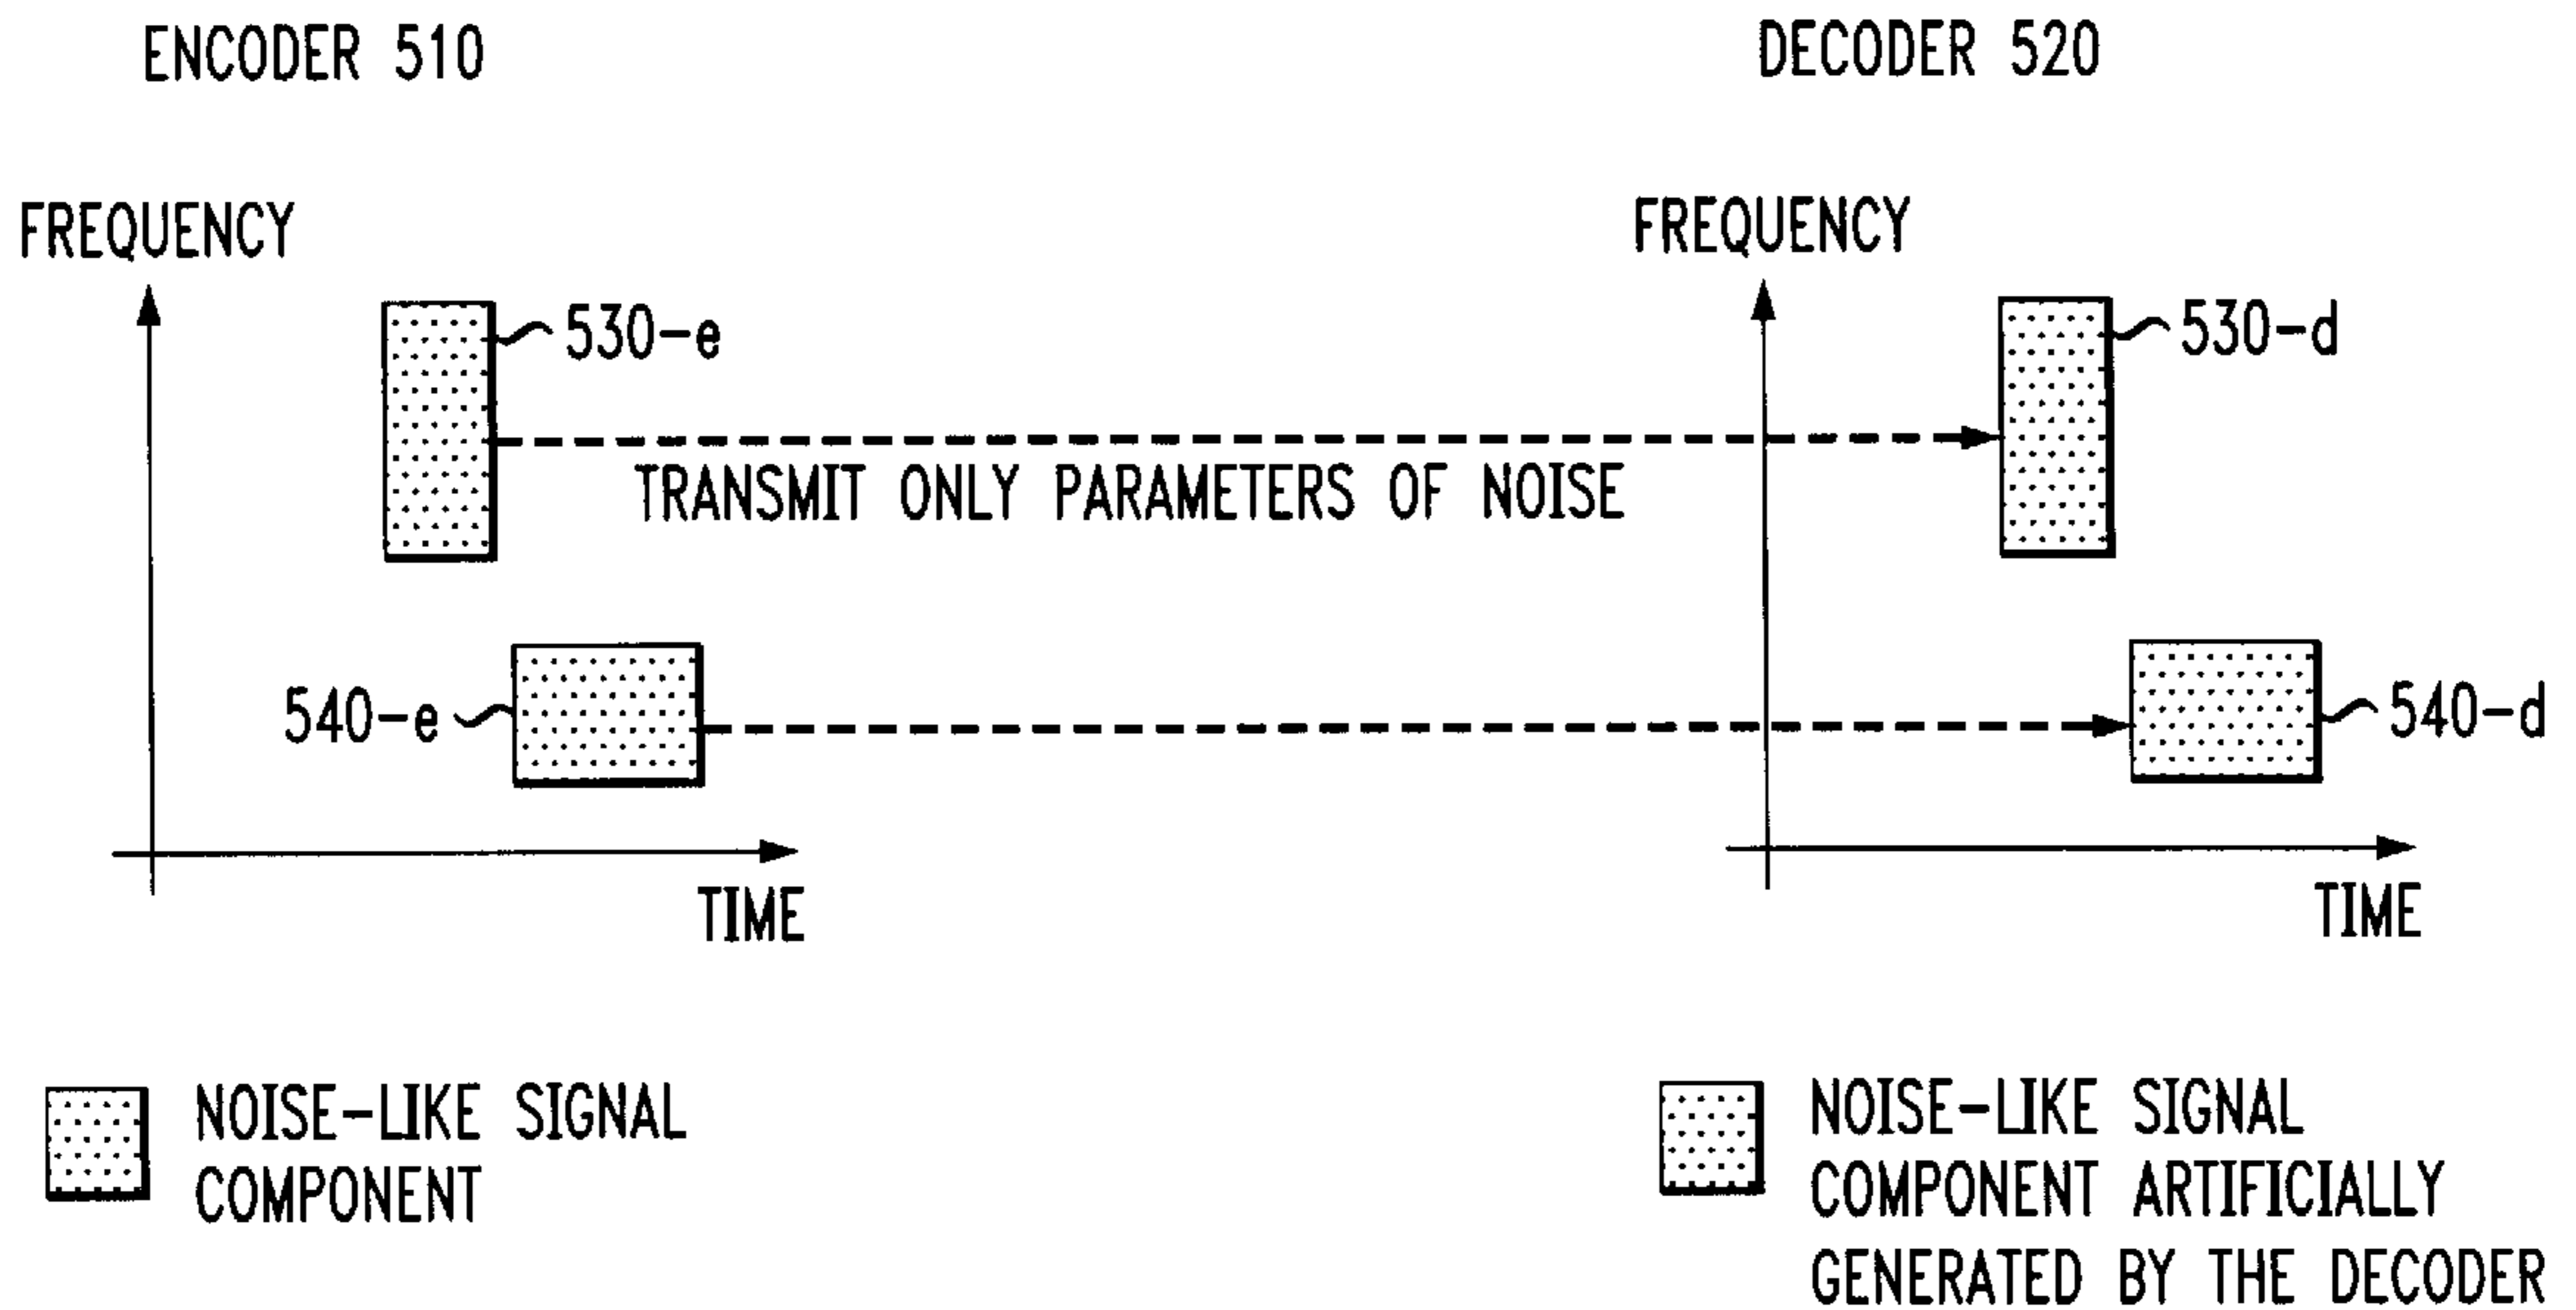 ENCODER 510
DECODER 520
FREQUENCY
FREQUENCY
530-e
530-d
TRANSMIT ONLY PARAMETERS OF NOISE
540-e
540-d
TIME
TIME
NOISE-LIKE SIGNAL
COMPONENT
NOISE-LIKE SIGNAL
COMPONENT ARTIFICIALLY
GENERATED BY THE DECODER